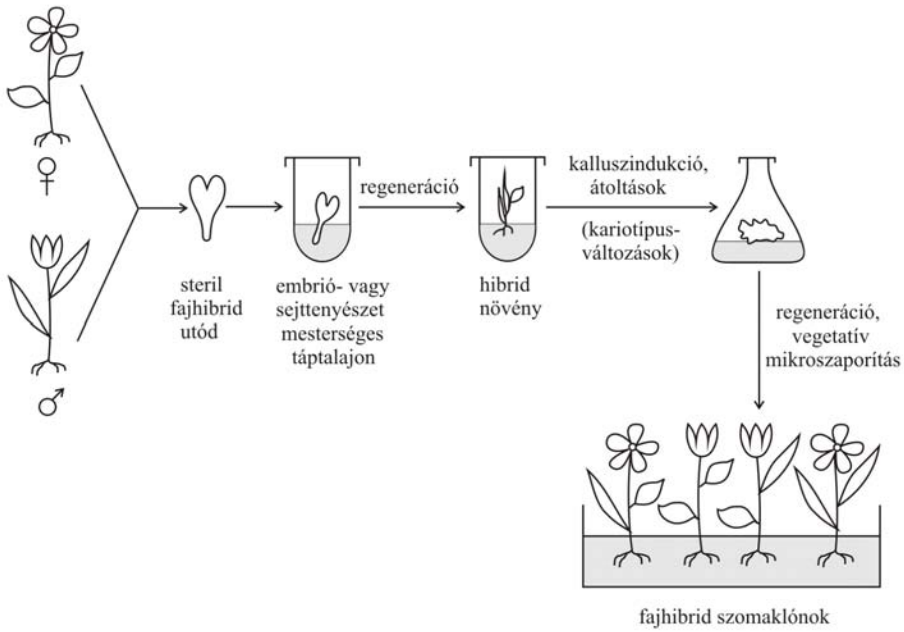 ♀
♂
steril
fajhibrid
utód
embrió- vagy
sejttenyészet
mesterséges
táptalajon
regeneráció
hibrid
növény
kalluszindukció,
átoltások
(kariotípus-
változások)
regeneráció,
vegetatív
mikroszaporítás
fajhibrid szomaklónok